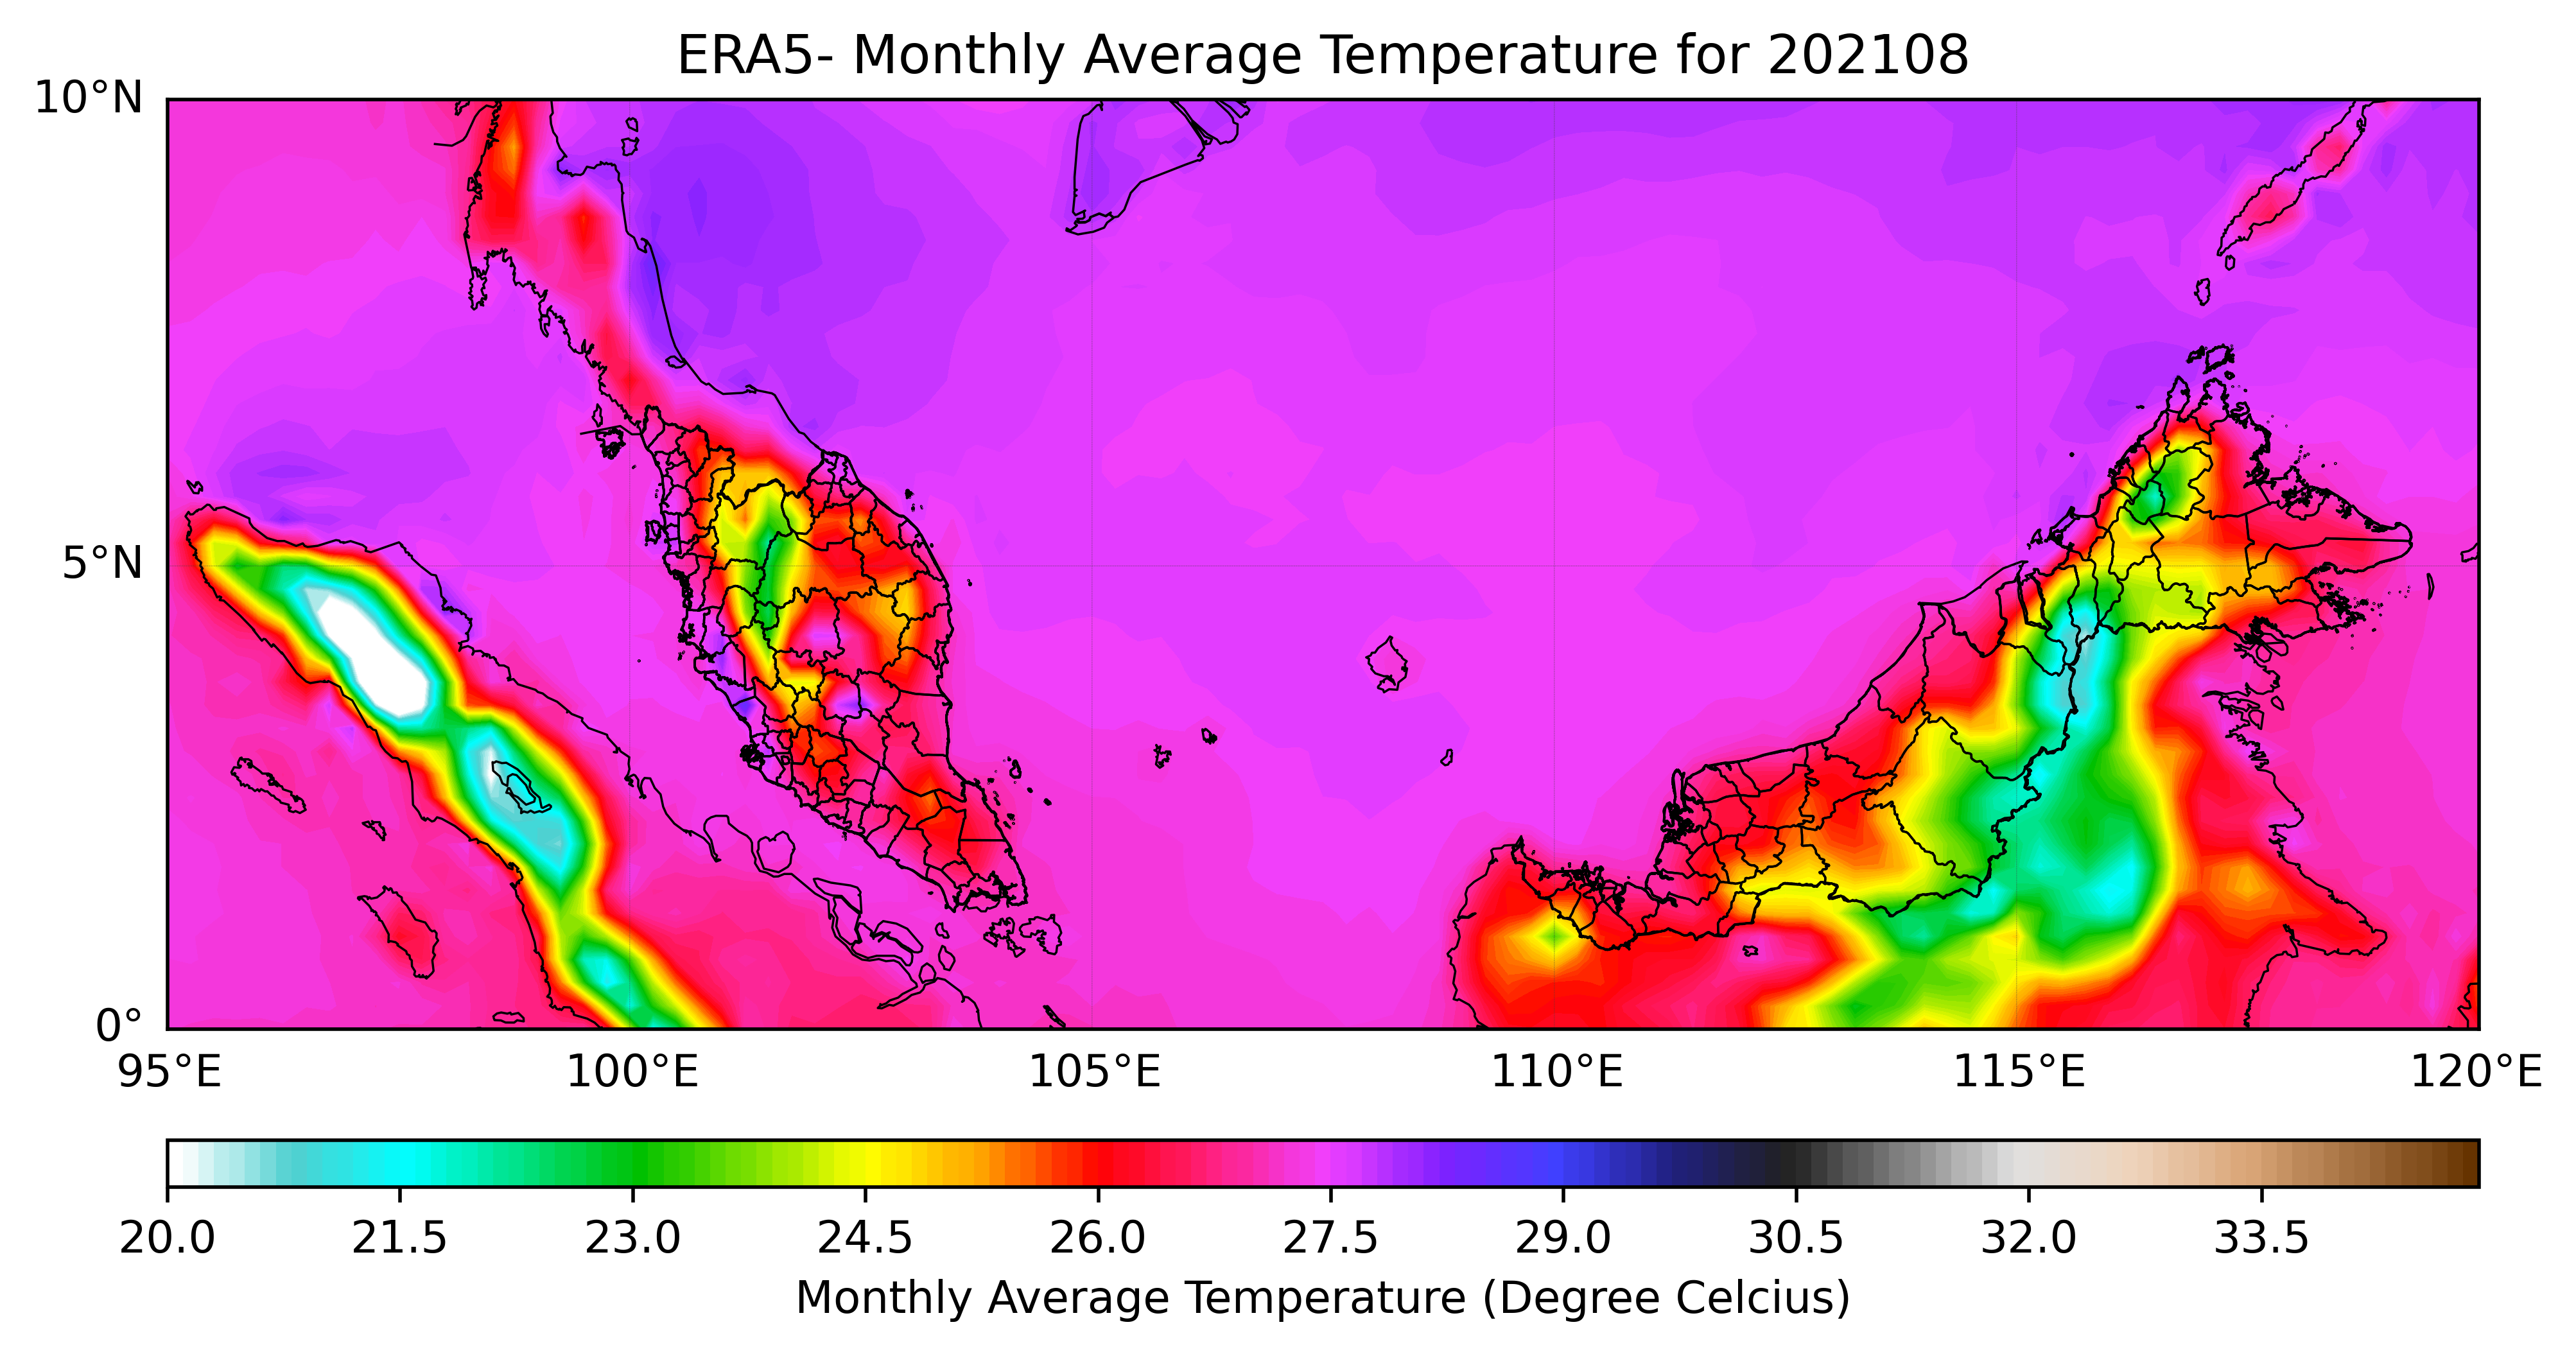 ERA5- Monthly Average Temperature for 202108
10°N
5°N
0°
95°E 100°E 105°E 110°E 115°E 120°E
20.0 21.5 23.0 24.5 26.0 27.5 29.0 30.5 32.0 33.5
Monthly Average Temperature (Degree Celcius)